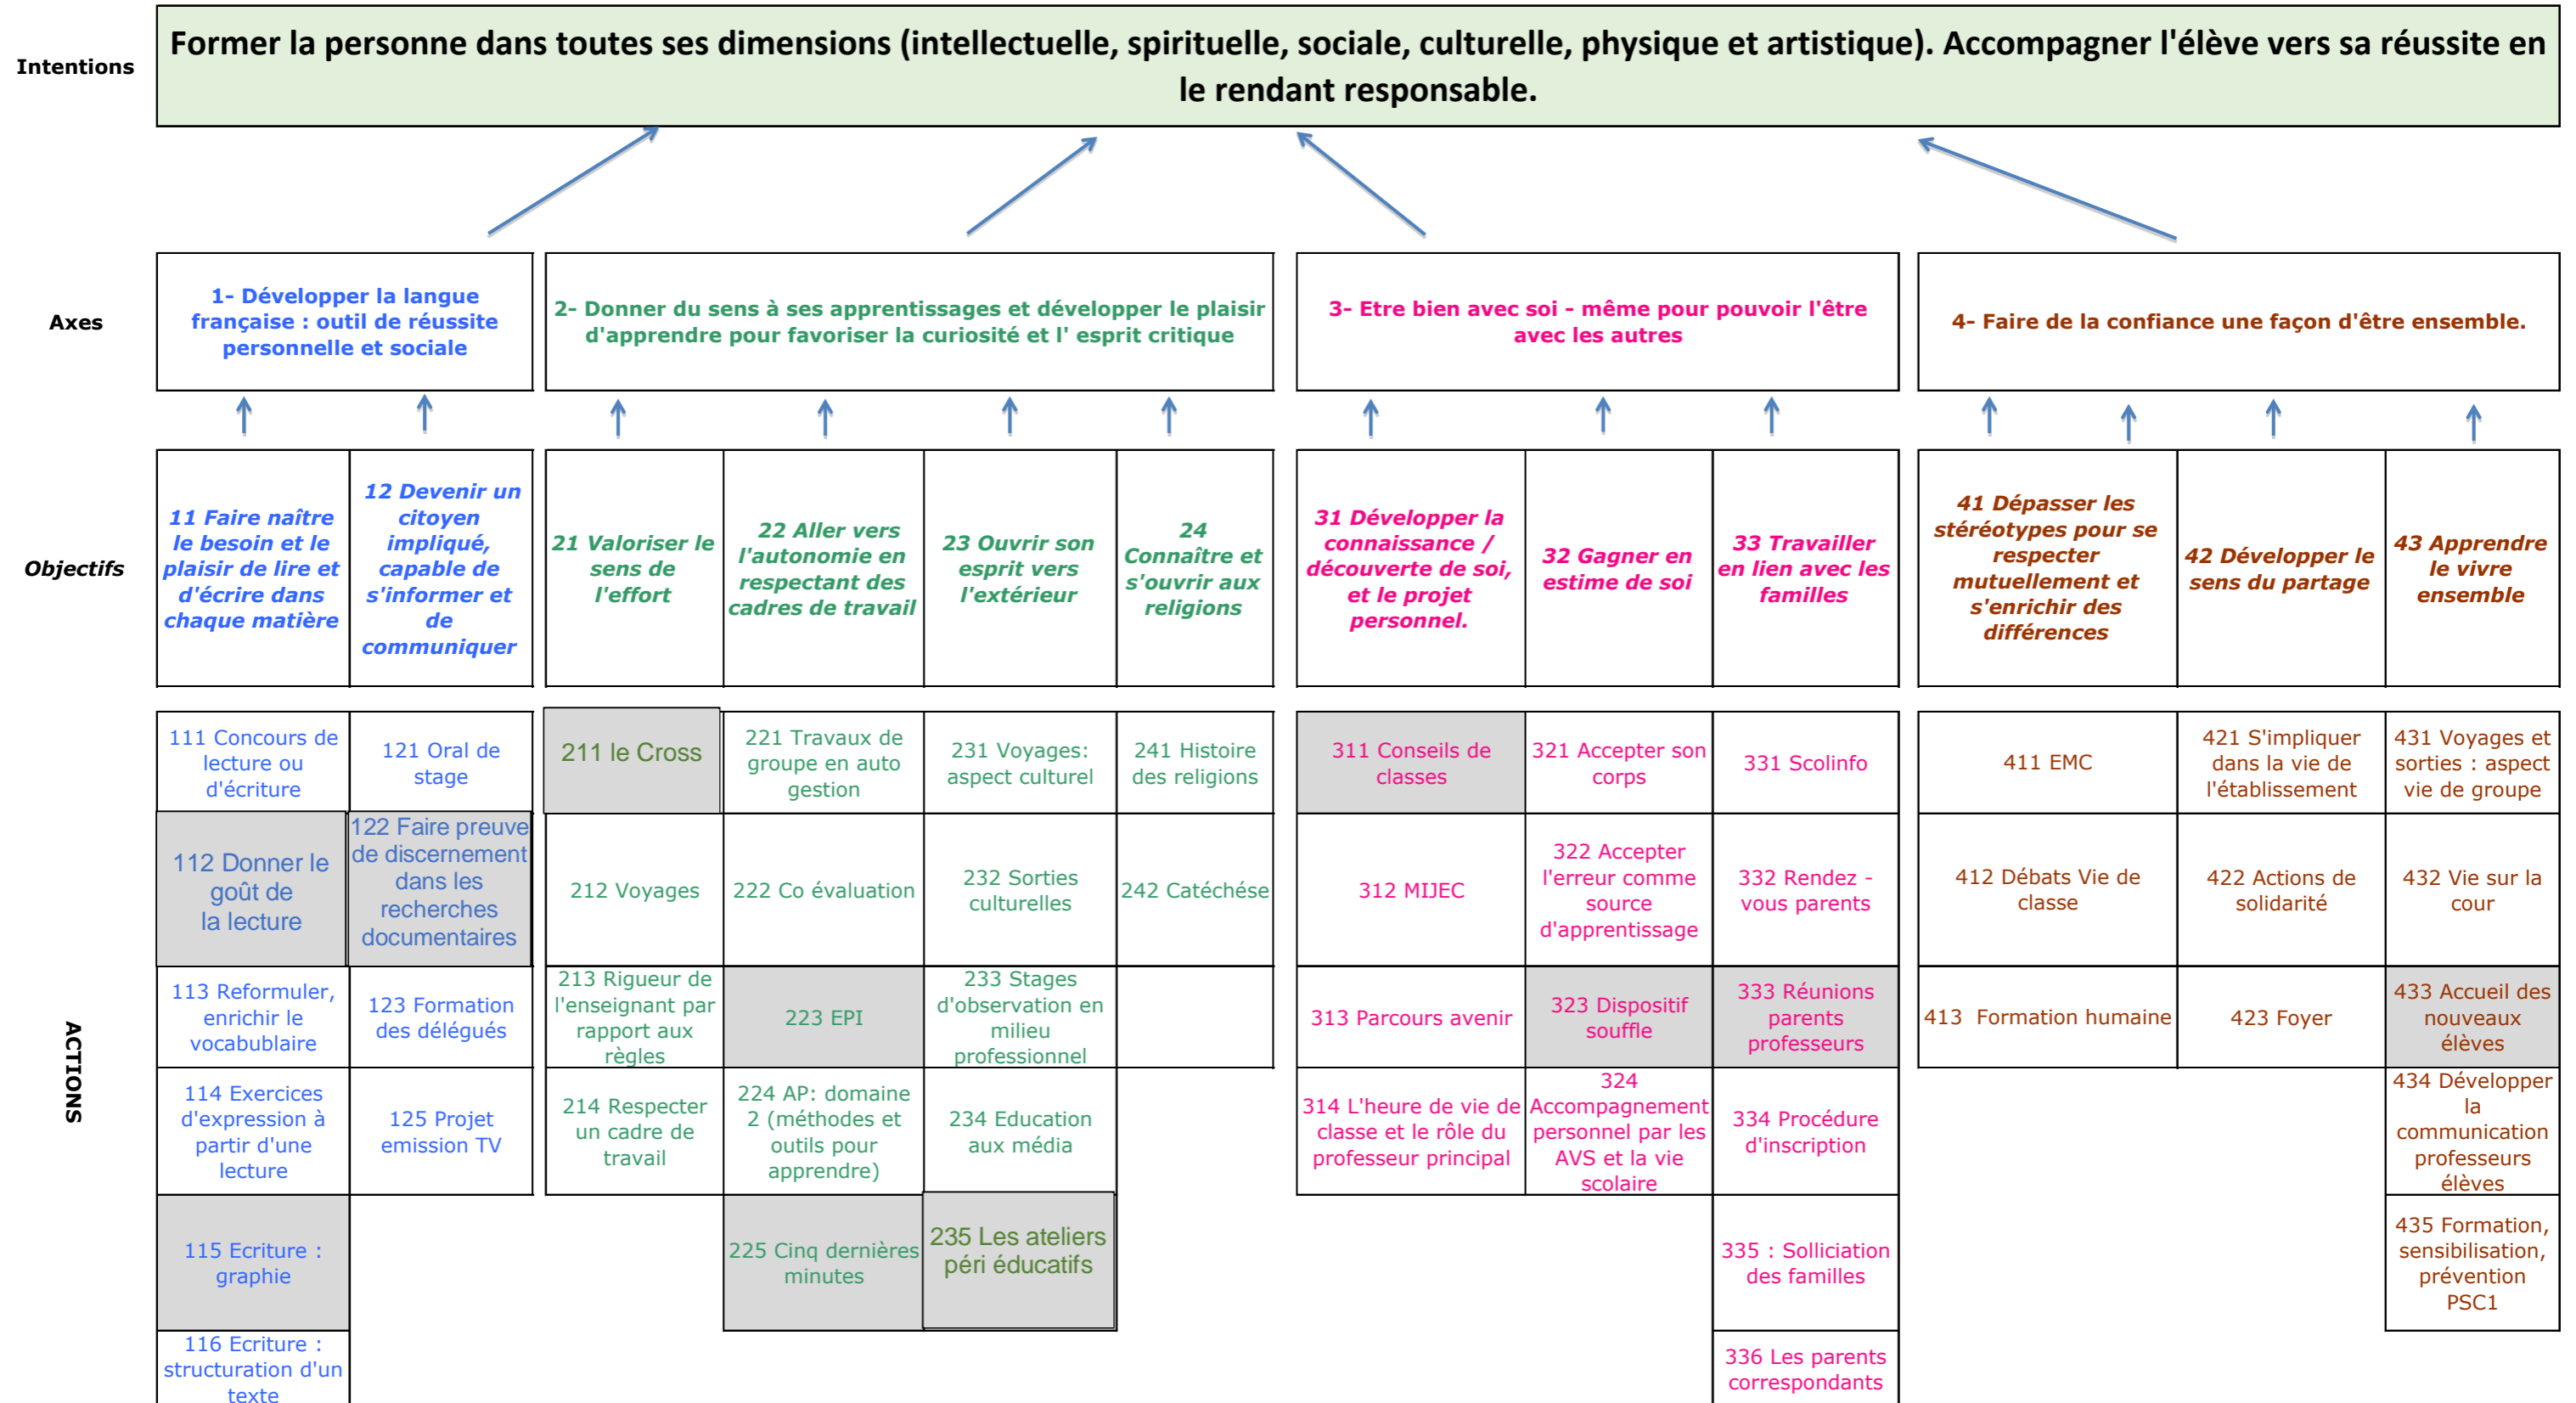 Intentions
Former la personne dans toutes ses dimensions (intellectuelle, spirituelle, sociale, culturelle, physique et artistique). Accompagner l'élève vers sa réussite en
le rendant responsable.
Axes
1- Développer la langue
française : outil de réussite
personnelle et sociale
2- Donner du sens à ses apprentissages et développer le plaisir
d'apprendre pour favoriser la curiosité et l' esprit critique
3- Etre bien avec soi - même pour pouvoir l'être
avec les autres
4- Faire de la confiance une façon d'être ensemble.
Objectifs
11 Faire naître
le besoin et le
plaisir de lire et
d'écrire dans
chaque matière
12 Devenir un
citoyen
impliqué,
capable de
s'informer et
de
communiquer
21 Valoriser le
sens de
l'effort
22 Aller vers
l'autonomie en
respectant des
cadres de travail
23 Ouvrir son
esprit vers
l'extérieur
24
Connaître et
s'ouvrir aux
religions
31 Développer la
connaissance /
découverte de soi,
et le projet
personnel.
32 Gagner en
estime de soi
33 Travailler
en lien avec les
familles
41 Dépasser les
stéréotypes pour se
respecter
mutuellement et
s'enrichir des
différences
42 Développer le
sens du partage
43 Apprendre
le vivre
ensemble
ACTIONS
111 Concours de
lecture ou
d'écriture
121 Oral de
stage
211 le Cross
221 Travaux de
groupe en auto
gestion
231 Voyages:
aspect culturel
241 Histoire
des religions
311 Conseils de
classes
321 Accepter son
corps
331 Scolinfo
411 EMC
421 S'impliquer
dans la vie de
l'établissement
431 Voyages et
sorties : aspect
vie de groupe
112 Donner le
goût de
la lecture
122 Faire preuve
de discernement
dans les
recherches
documentaires
212 Voyages
222 Co évaluation
232 Sorties
culturelles
242 Catéchése
312 MIJEC
322 Accepter
l'erreur comme
source
d'apprentissage
332 Rendez -
vous parents
412 Débats Vie de
classe
422 Actions de
solidarité
432 Vie sur la
cour
113 Reformuler,
enrichir le
vocabublaire
123 Formation
des délégués
213 Rigueur de
l'enseignant par
rapport aux
règles
223 EPI
233 Stages
d'observation en
milieu
professionnel
313 Parcours avenir
323 Dispositif
souffle
333 Réunions
parents
professeurs
413 Formation humaine
423 Foyer
433 Accueil des
nouveaux
élèves
114 Exercices
d'expression à
partir d'une
lecture
125 Projet
emission TV
214 Respecter
un cadre de
travail
224 AP: domaine
2 (méthodes et
outils pour
apprendre)
234 Education
aux média
314 L'heure de vie de
classe et le rôle du
professeur principal
324
Accompagnement
personnel par les
AVS et la vie
scolaire
334 Procédure
d'inscription
434 Développer
la
communication
professeurs
élèves
115 Ecriture :
graphie
225 Cinq dernières
minutes
235 Les ateliers
péri éducatifs
335 : Solliciation
des familles
435 Formation,
sensibilisation,
prévention
PSC1
116 Ecriture :
structuration d'un
texte
336 Les parents
correspondants